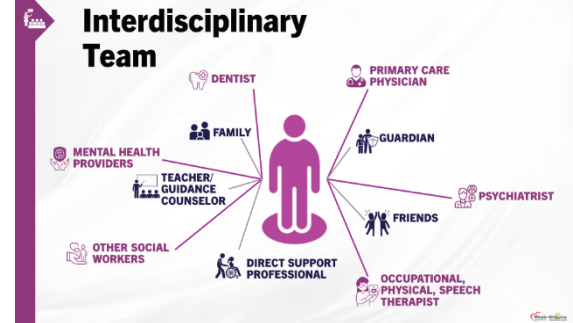 Interdisciplinary
Team
DENTIST
PRIMARY CARE
PHYSICIAN
FAMILY
GUARDIAN
MENTAL HEALTH
PROVIDERS
TEACHER/
GUIDANCE
COUNSELOR
PSYCHIATRIST
FRIENDS
OTHER SOCIAL
WORKERS
DIRECT SUPPORT
PROFESSIONAL
OCCUPATIONAL,
PHYSICAL, SPEECH
THERAPIST